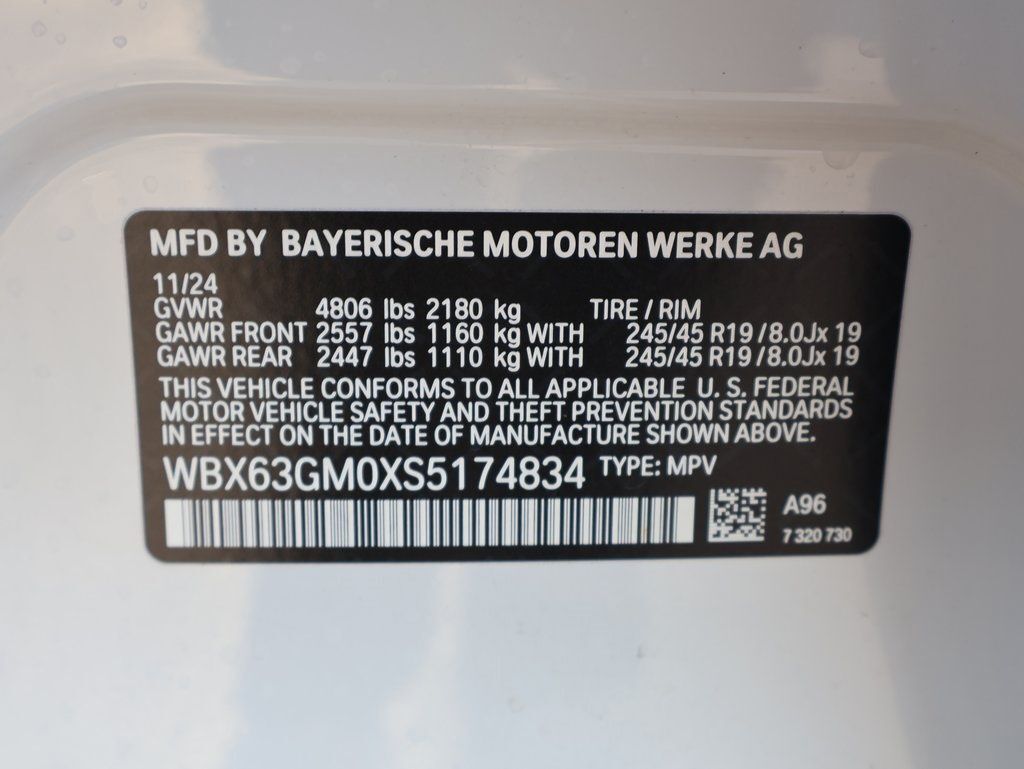 MFD BY BAYERISCHE MOTOREN WERKE AG
11/24
GVWR 4806 lbs 2180 kg TIRE / RIM
GAWR FRONT 2557 lbs 1160 kg WITH 245/45 R19 / 8.0Jx 19
GAWR REAR 2447 lbs 1110 kg WITH 245/45 R19 / 8.0Jx 19
THIS VEHICLE CONFORMS TO ALL APPLICABLE U. S. FEDERAL
MOTOR VEHICLE SAFETY AND THEFT PREVENTION STANDARDS
IN EFFECT ON THE DATE OF MANUFACTURE SHOWN ABOVE.
WBX63GM0XS5174834 TYPE: MPV
A96
7 320 730